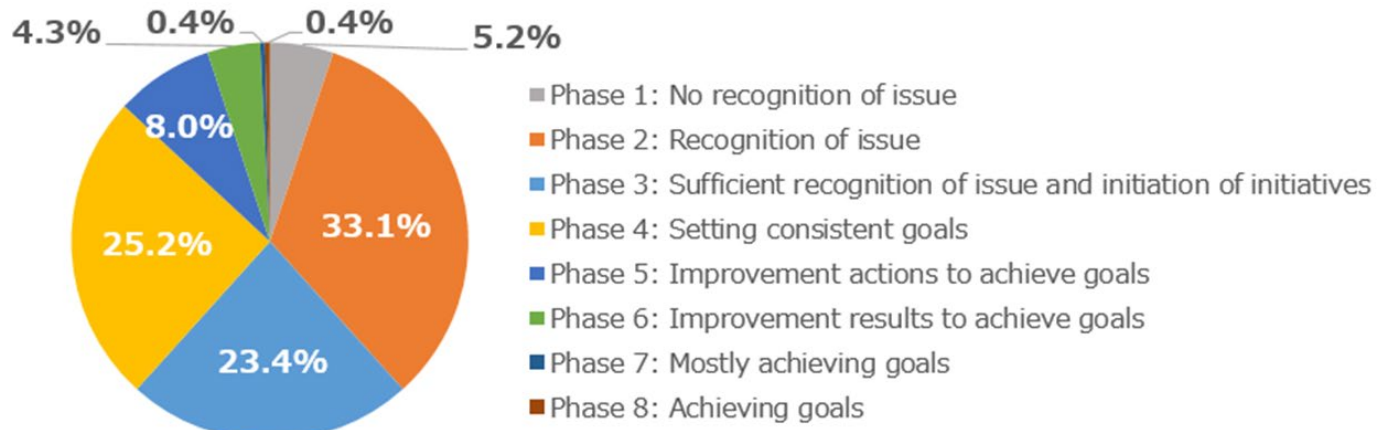 4.3%
0.4%
0.4%
5.2%
8.0%
33.1%
25.2%
23.4%
Phase 1: No recognition of issue
Phase 2: Recognition of issue
Phase 3: Sufficient recognition of issue and initiation of initiatives
Phase 4: Setting consistent goals
Phase 5: Improvement actions to achieve goals
Phase 6: Improvement results to achieve goals
Phase 7: Mostly achieving goals
Phase 8: Achieving goals